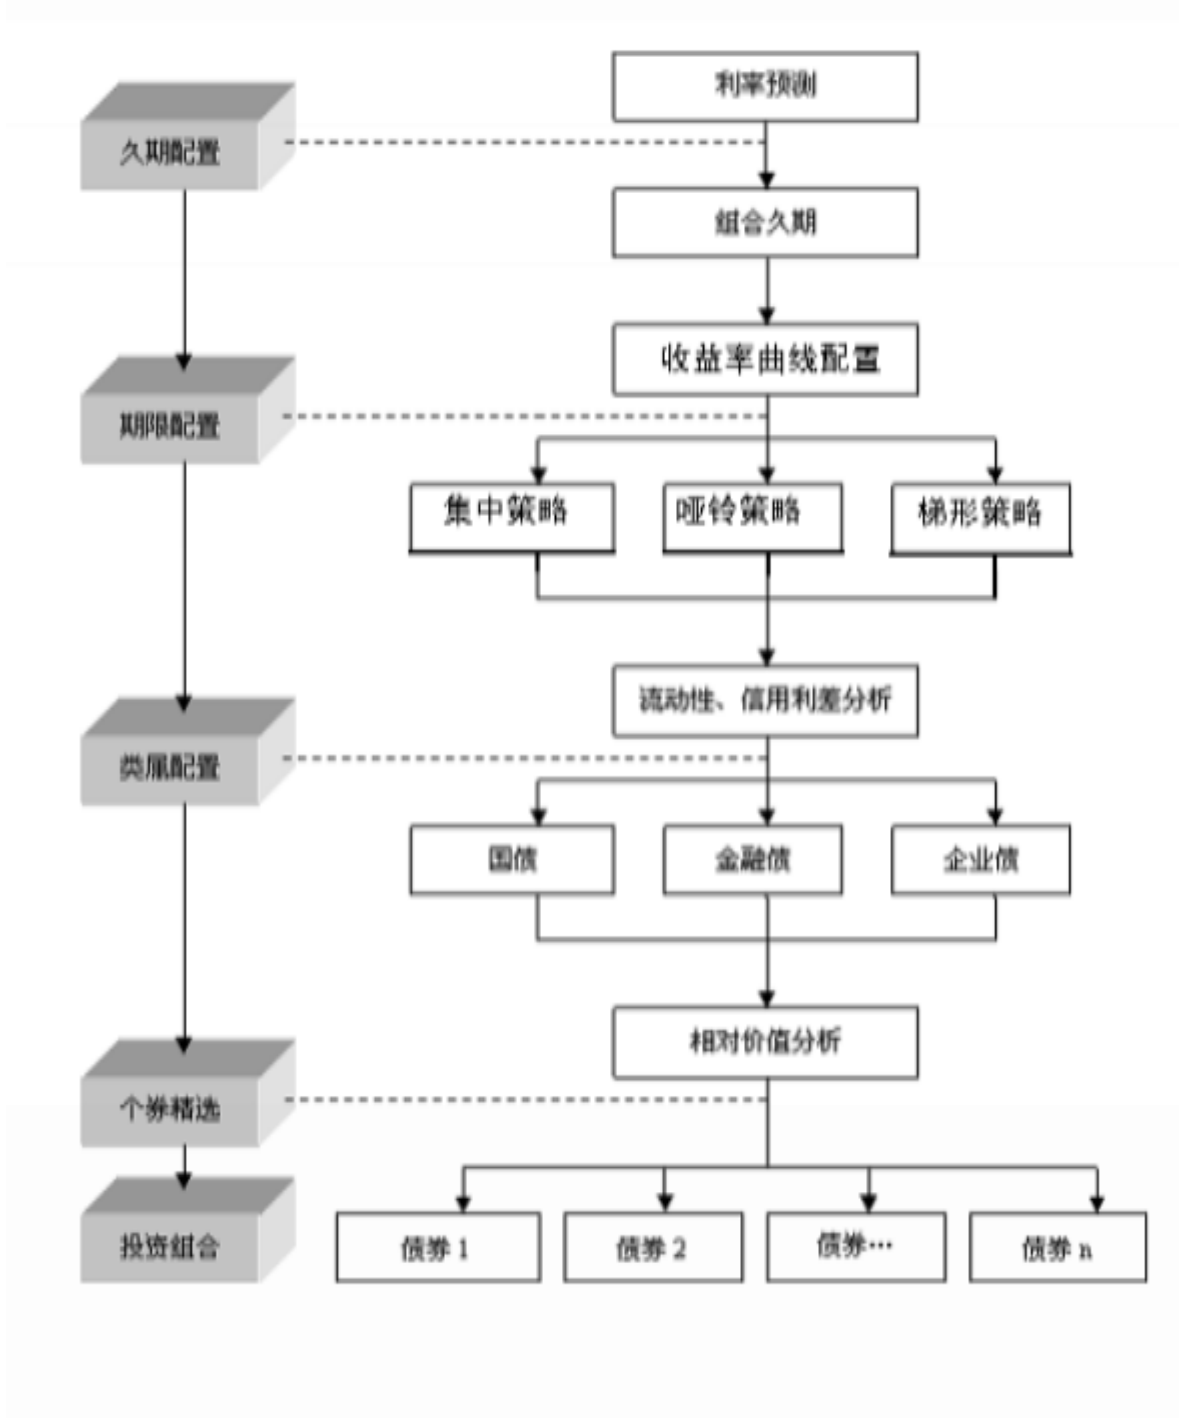 利率预测
久期配置
组合久期
收益率曲线配置
期限配置
集中策略
哑铃策略
梯形策略
流动性、信用利差分析
类属配置
国债
金融债
企业债
相对价值分析
个券精选
投资组合
债券 1
债券 2
债券…
债券 n